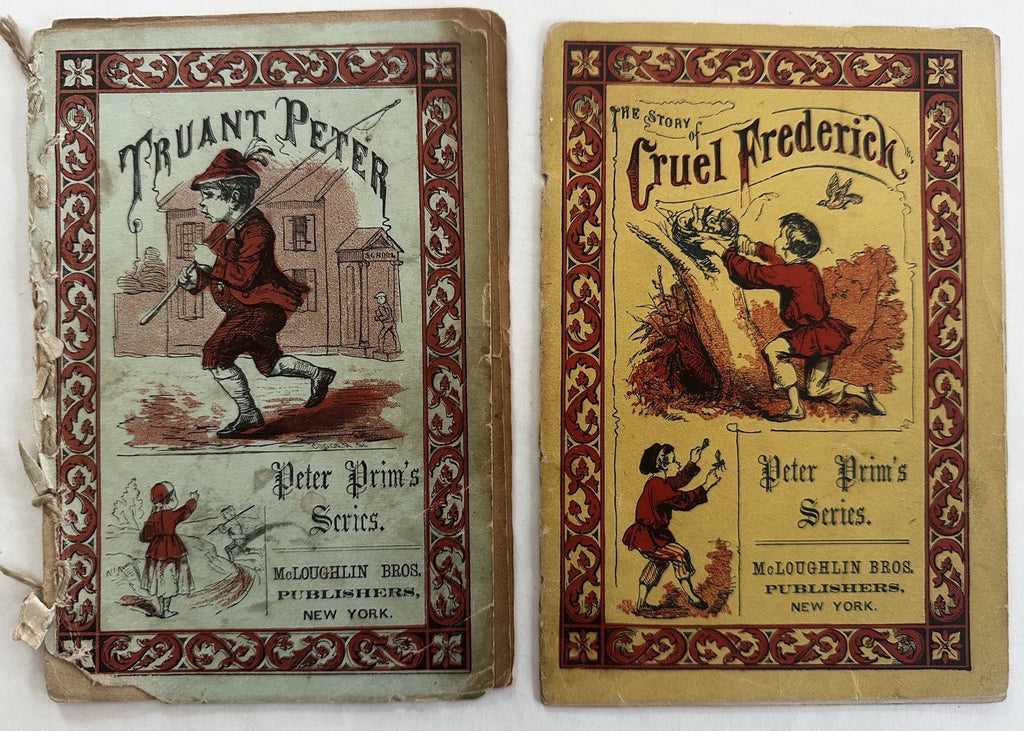 TRUANT PETER
SCHOOL
Peter Prim's
Series.
McLOUGHLIN BROS.
PUBLISHERS,
NEW YORK.
THE STORY
of
Cruel Frederick
Peter Prim's
Series.
McLOUGHLIN BROS.
PUBLISHERS,
NEW YORK.